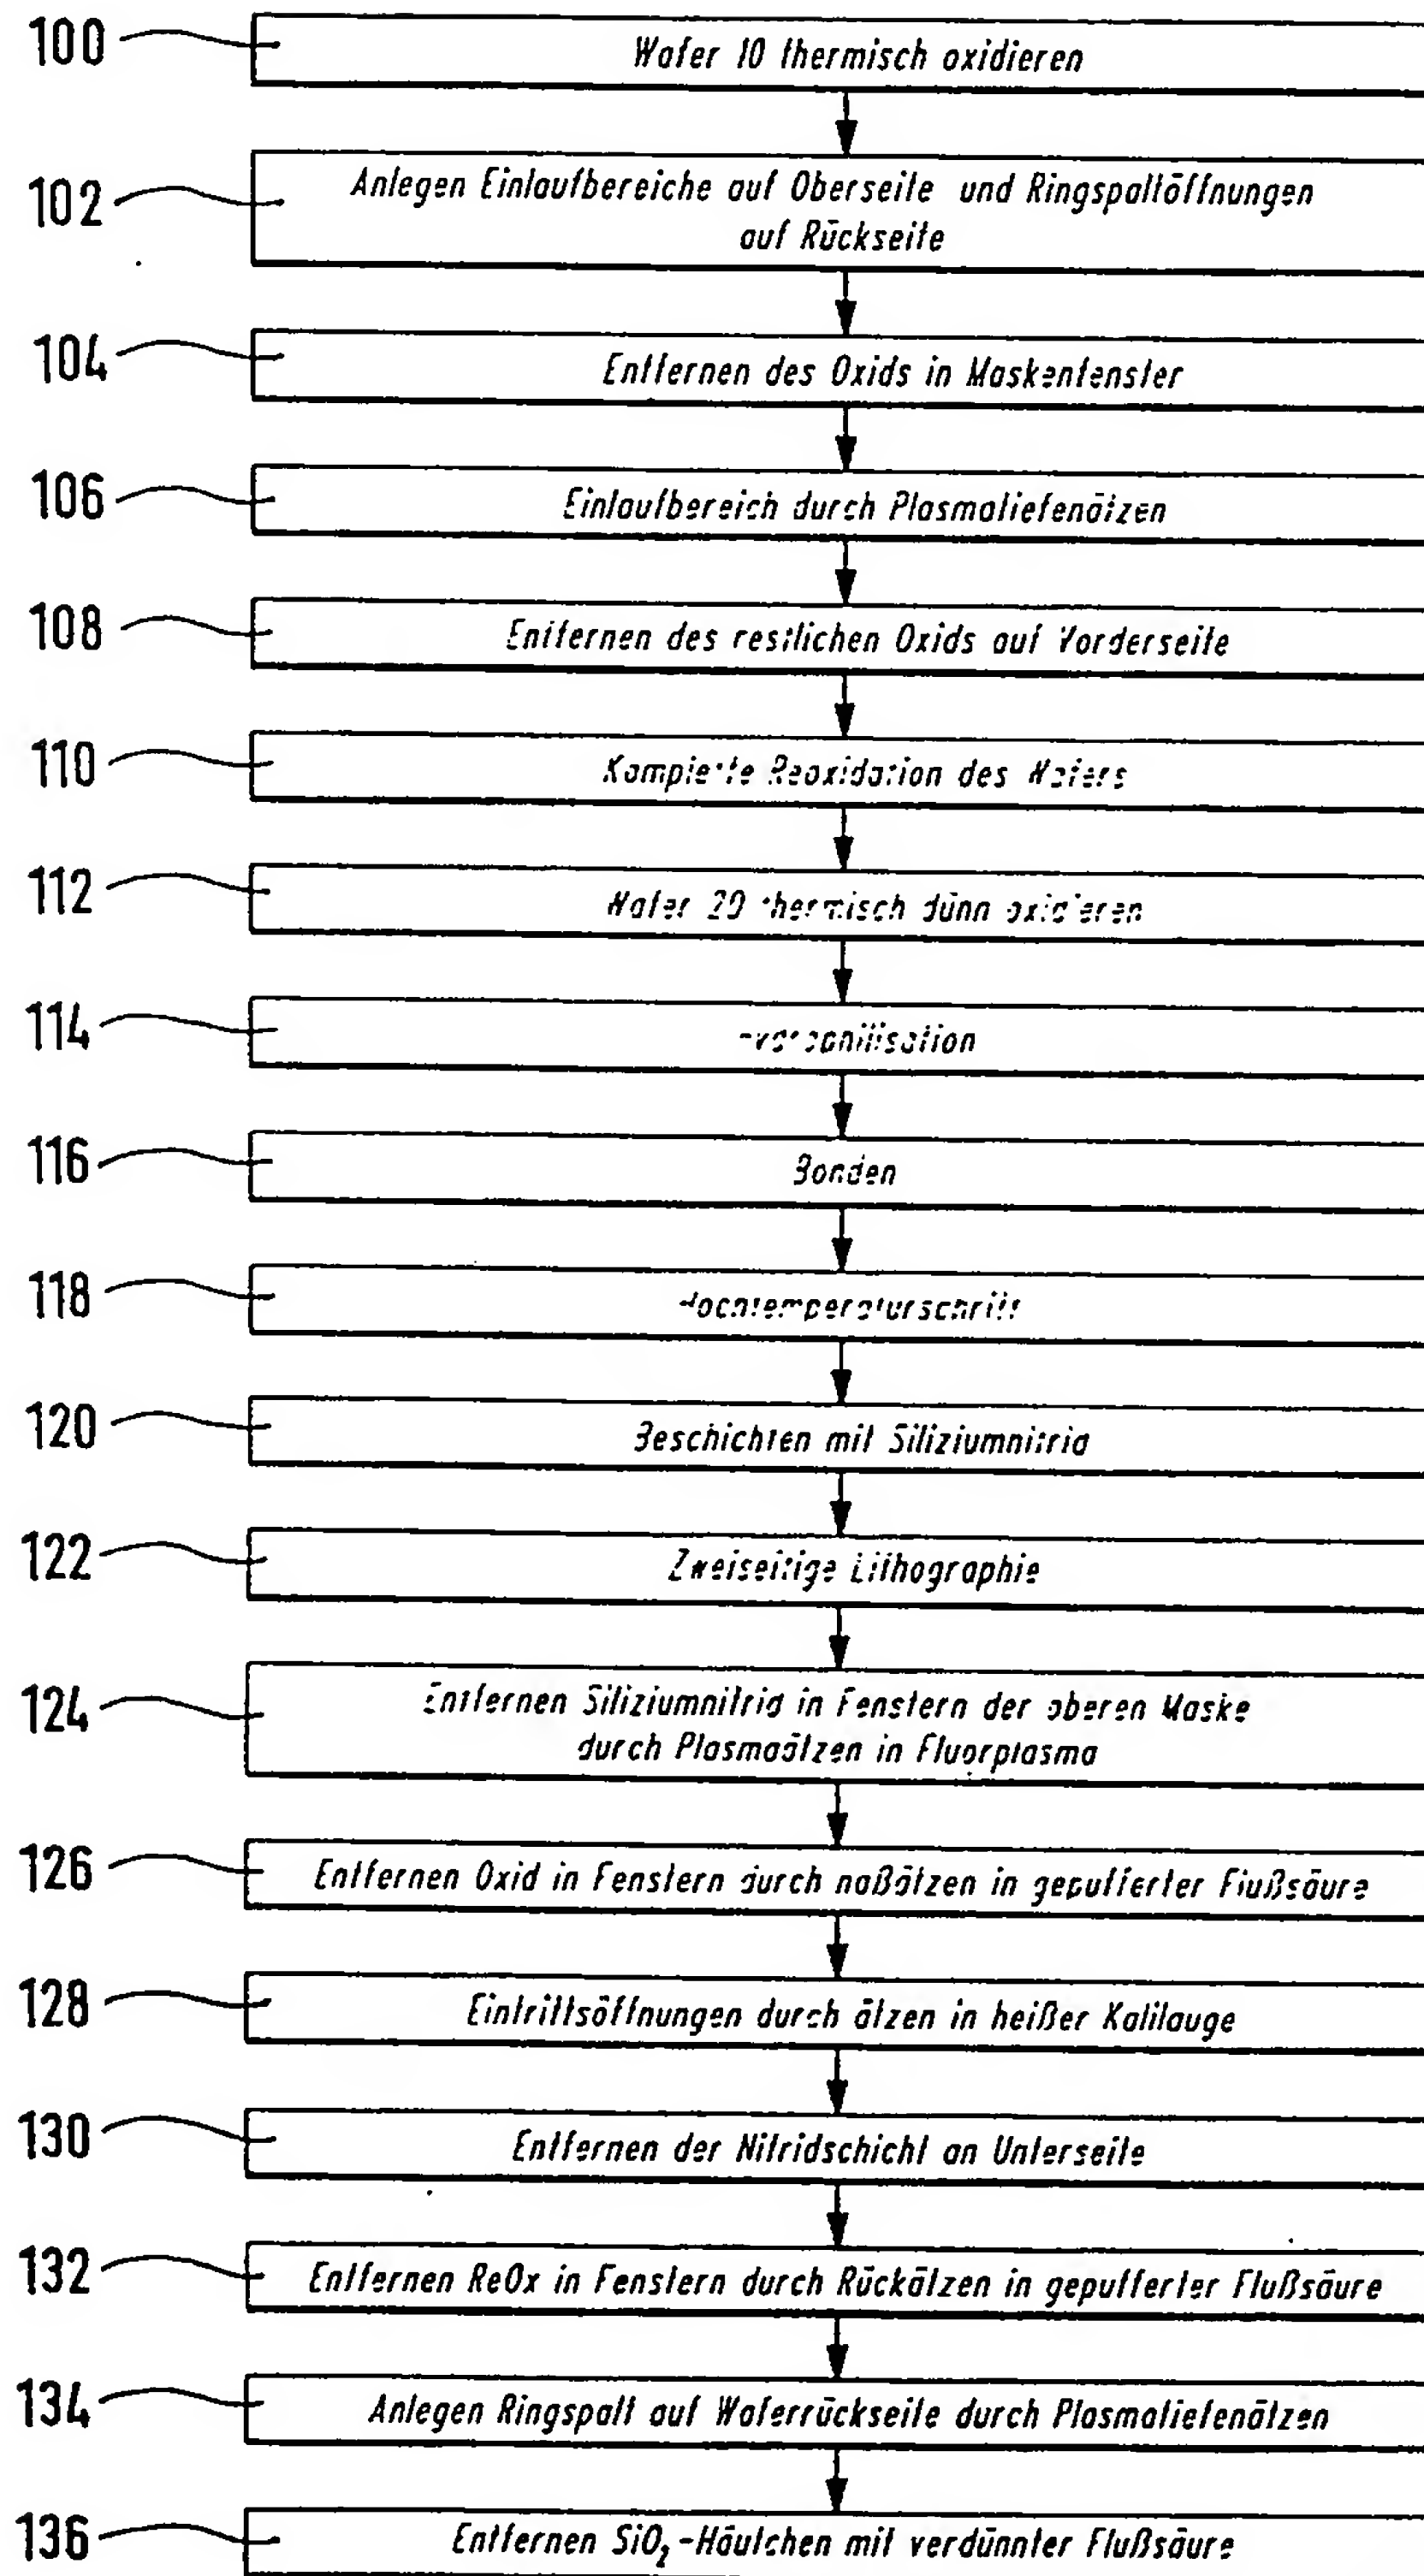 100
Wafer 10 thermisch oxidieren
102
Anlegen Einlaufbereiche auf Oberseite und Ringspaltöffnungen
auf Rückseite
104
Entfernen des Oxids in Maskenfenster
106
Einlaufbereich durch Plasmatiefenätzen
108
Entfernen des restlichen Oxids auf Vorderseite
110
Komplette Reoxidation des Wafers
112
Wafer 20 thermisch dünn oxidieren
114
Hydrophilisation
116
Bonden
118
Hochtemperaturschritt
120
Beschichten mit Siliziumnitrid
122
Zweiseitige Lithographie
124
Entfernen Siliziumnitrid in Fenstern der oberen Maske
durch Plasmaätzen in Fluorplasma
126
Entfernen Oxid in Fenstern durch naßätzen in gepufferter Flußsäure
128
Eintrittsöffnungen durch ätzen in heißer Kalilauge
130
Entfernen der Nitridschicht an Unterseite
132
Entfernen ReOx in Fenstern durch Rückätzen in gepufferter Flußsäure
134
Anlegen Ringspalt auf Waferrückseite durch Plasmatiefenätzen
136
Entfernen SiO₂-Häutchen mit verdünnter Flußsäure